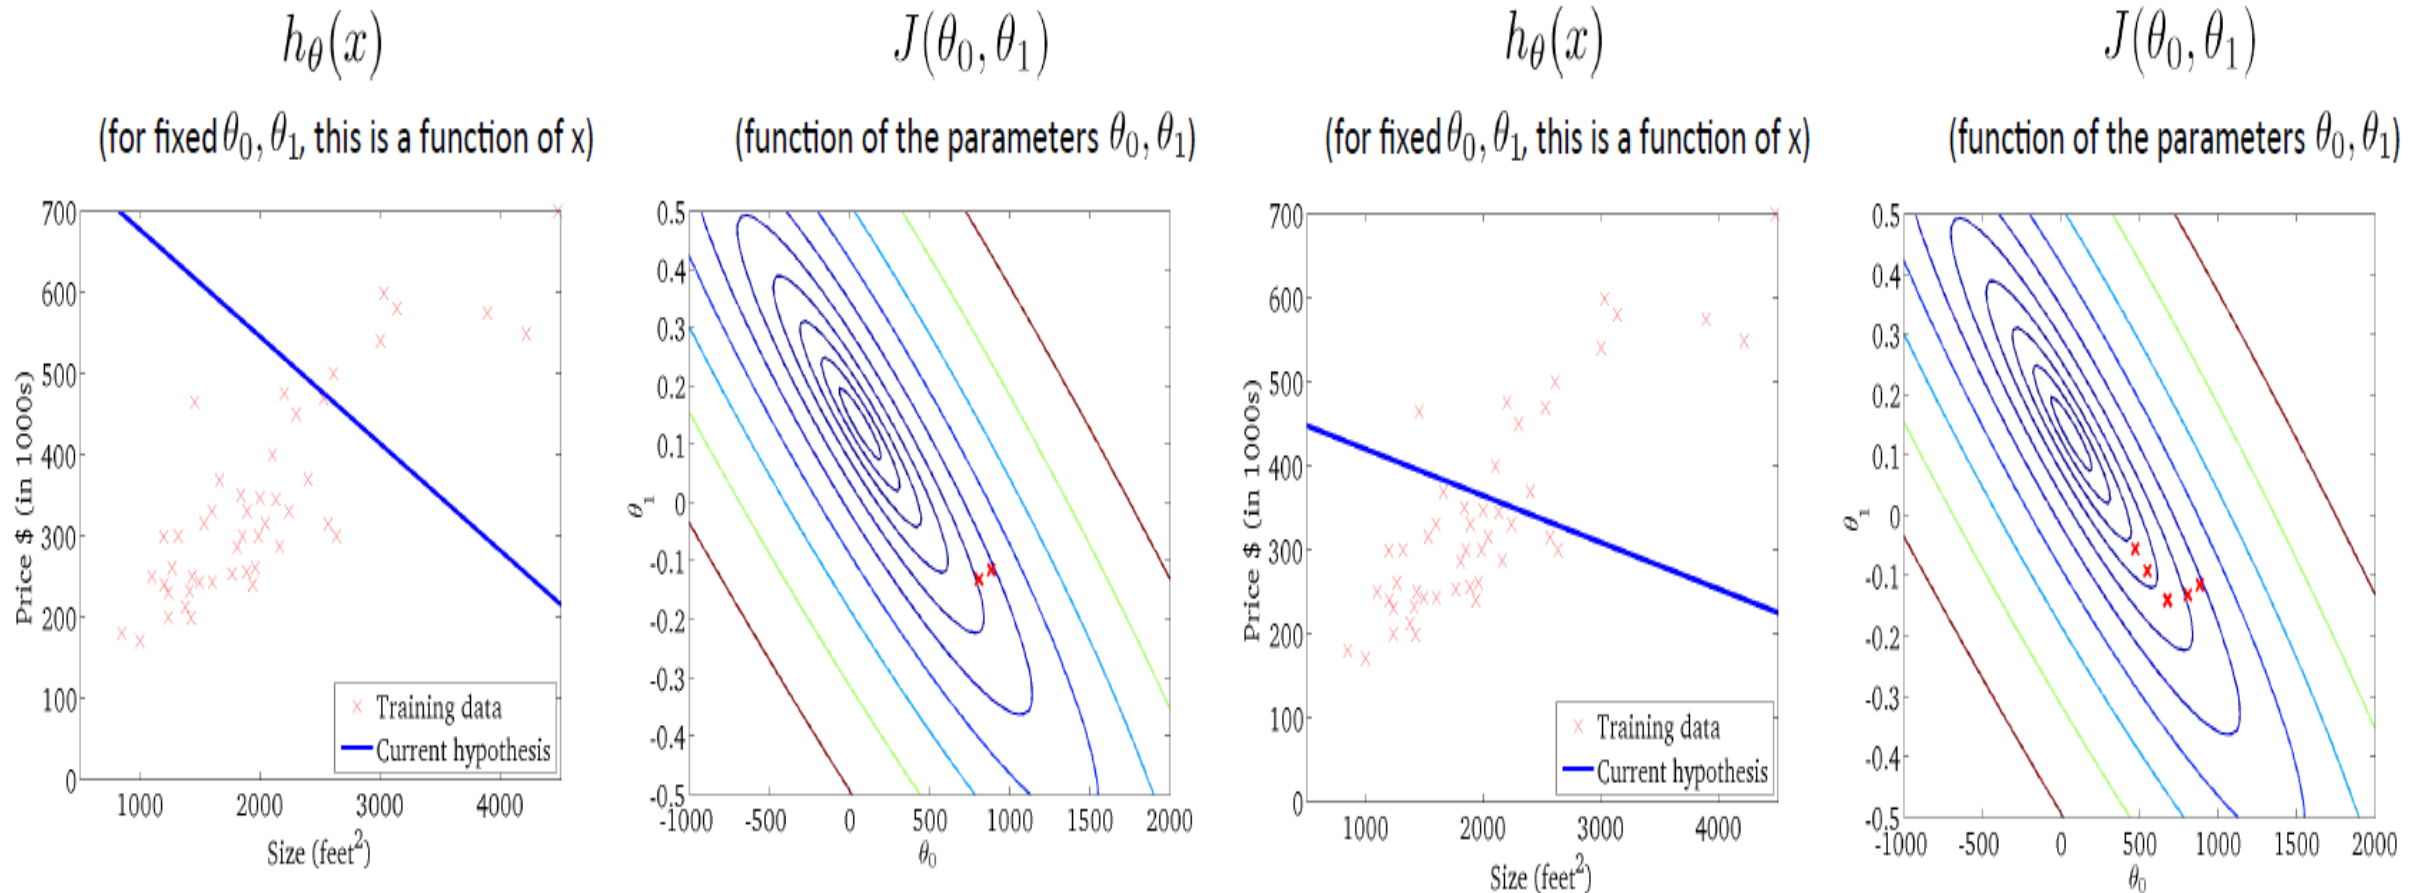 h_θ(x)
(for fixed θ₀, θ₁, this is a function of x)
700
600
500
400
300
200
100
0
Price $ (in 1000s)
Training data
Current hypothesis
1000 2000 3000 4000
Size (feet²)
J(θ₀, θ₁)
(function of the parameters θ₀, θ₁)
0.5
0.4
0.3
0.2
0.1
0
-0.1
-0.2
-0.3
-0.4
-0.5
θ₁
-1000 -500 0 500 1000 1500 2000
θ₀
h_θ(x)
(for fixed θ₀, θ₁, this is a function of x)
700
600
500
400
300
200
100
0
Price $ (in 1000s)
Training data
Current hypothesis
1000 2000 3000 4000
Size (feet²)
J(θ₀, θ₁)
(function of the parameters θ₀, θ₁)
0.5
0.4
0.3
0.2
0.1
0
-0.1
-0.2
-0.3
-0.4
-0.5
θ₁
-1000 -500 0 500 1000 1500 2000
θ₀